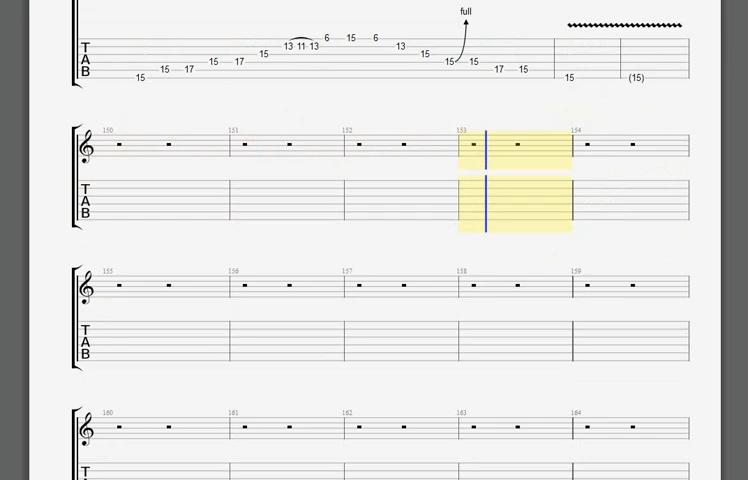 full
6 15 6
13 11 13 13
15 15
15 17 15 15
15 17 17 15
15 15 (15)
T
A
B
150 151 152 153 154
T
A
B
155 156 157 158 159
T
A
B
160 161 162 163 164
T